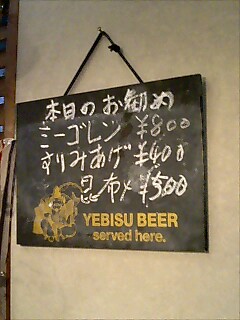 本日のお勧め
ミーゴレン ¥800
すりみあげ ¥400
昆布〆 ¥500
YEBISU BEER
served here.